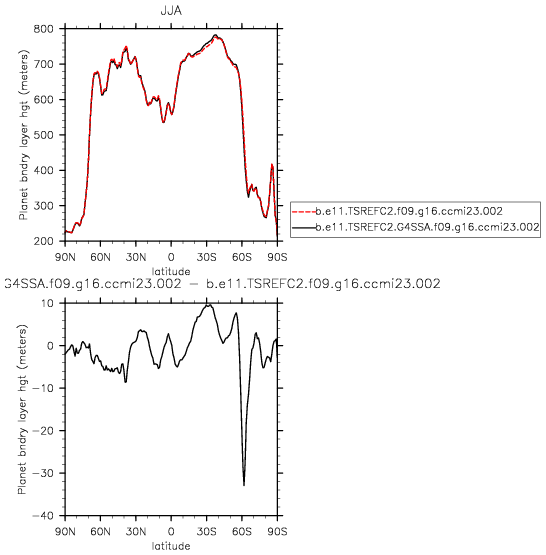 JJA
800
700
600
500
400
300
200
Planet bndry layer hgt (meters)
90N 60N 30N 0 30S 60S 90S
latitude
b.e11.TSREFC2.f09.g16.ccmi23.002
b.e11.TSREFC2.G4SSA.f09.g16.ccmi23.002
G4SSA.f09.g16.ccmi23.002 - b.e11.TSREFC2.f09.g16.ccmi23.002
10
0
-10
-20
-30
-40
Planet bndry layer hgt (meters)
90N 60N 30N 0 30S 60S 90S
latitude